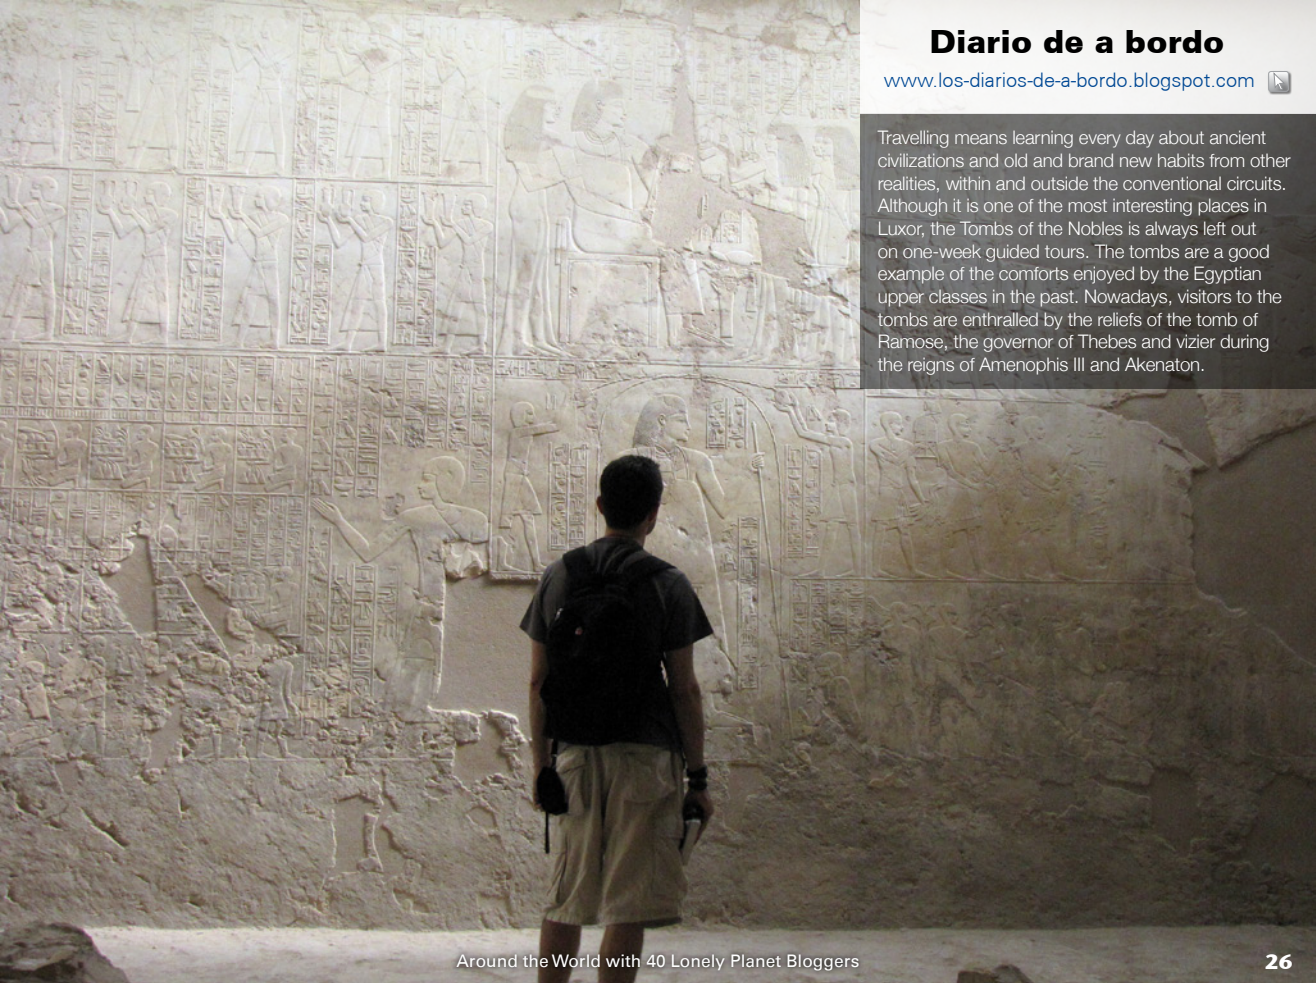 Diario de a bordo
www.los-diarios-de-a-bordo.blogspot.com
Travelling means learning every day about ancient
civilizations and old and brand new habits from other
realities, within and outside the conventional circuits.
Although it is one of the most interesting places in
Luxor, the Tombs of the Nobles is always left out
on one-week guided tours. The tombs are a good
example of the comforts enjoyed by the Egyptian
upper classes in the past. Nowadays, visitors to the
tombs are enthralled by the reliefs of the tomb of
Ramose, the governor of Thebes and vizier during
the reigns of Amenophis III and Akenaton.
Around the World with 40 Lonely Planet Bloggers
26